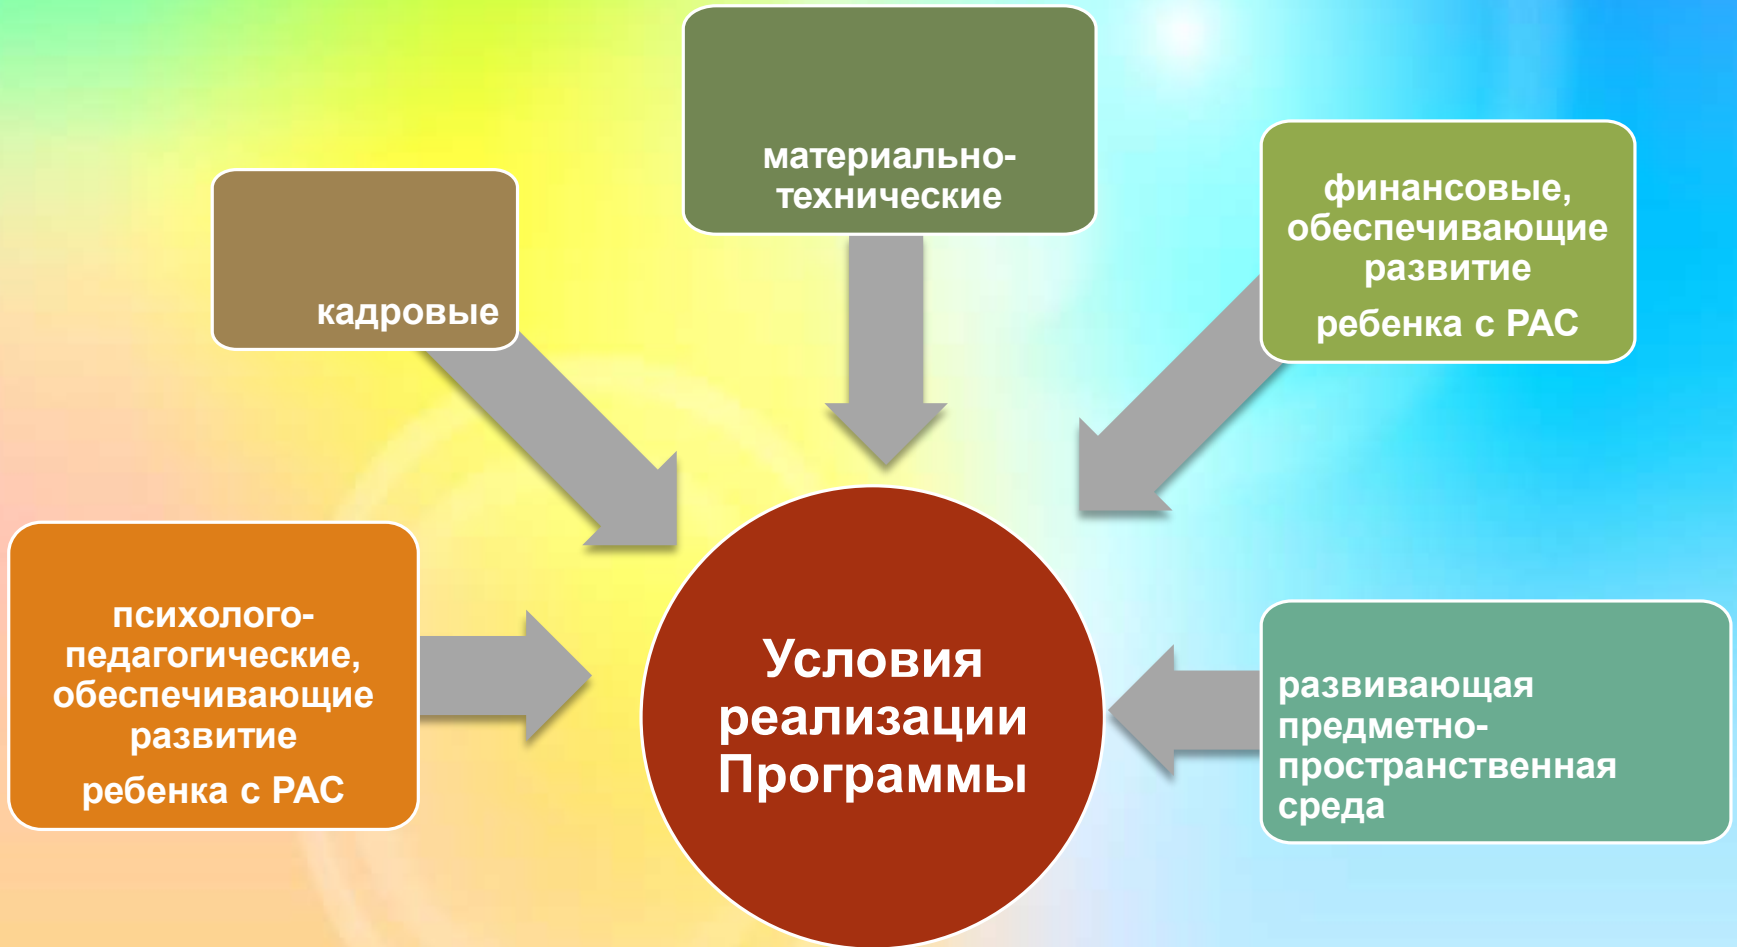 материально-
технические
финансовые,
обеспечивающие
развитие
ребенка с РАС
кадровые
психолого-
педагогические,
обеспечивающие
развитие
ребенка с РАС
Условия
реализации
Программы
развивающая
предметно-
пространственная
среда